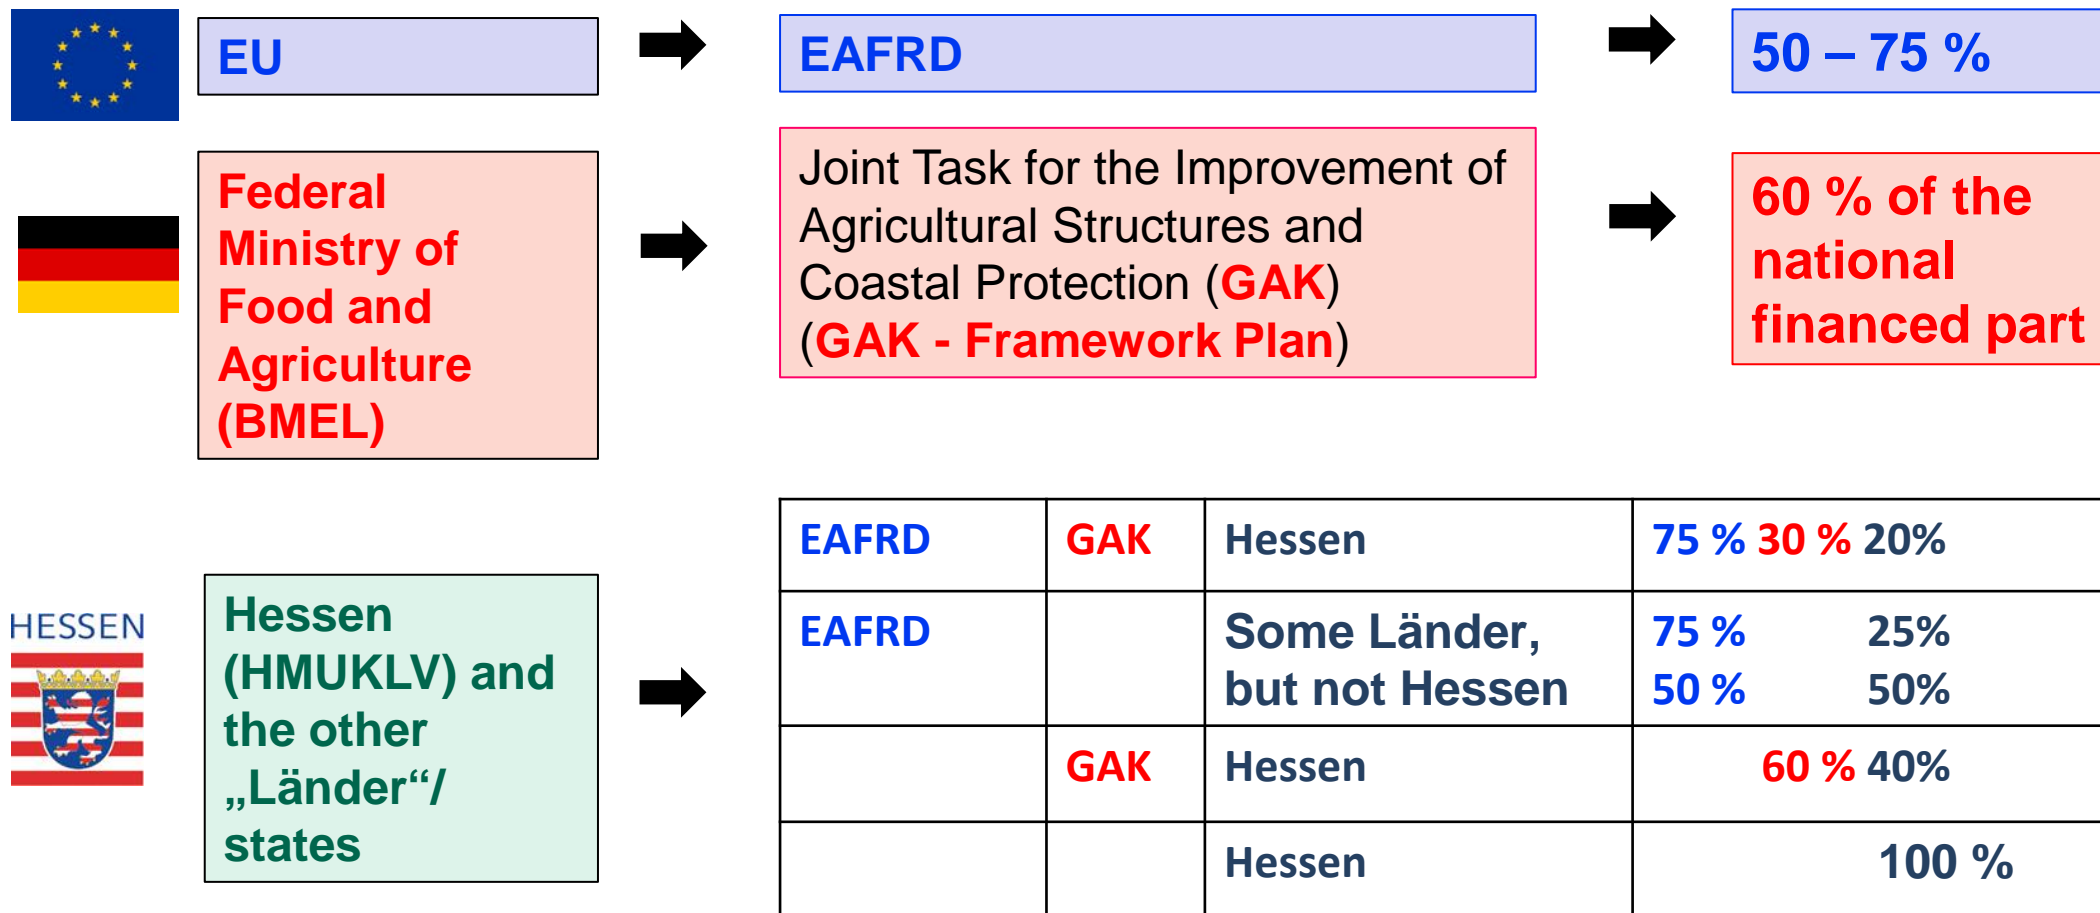 EU
EAFRD
50 – 75 %
Federal
Ministry of
Food and
Agriculture
(BMEL)
Joint Task for the Improvement of
Agricultural Structures and
Coastal Protection (GAK)
(GAK - Framework Plan)
60 % of the
national
financed part
HESSEN
Hessen
(HMUKLV) and
the other
„Länder“/
states
EAFRD GAK Hessen 75 % 30 % 20%
EAFRD Some Länder, 75 % 25%
but not Hessen 50 % 50%
GAK Hessen 60 % 40%
Hessen 100 %